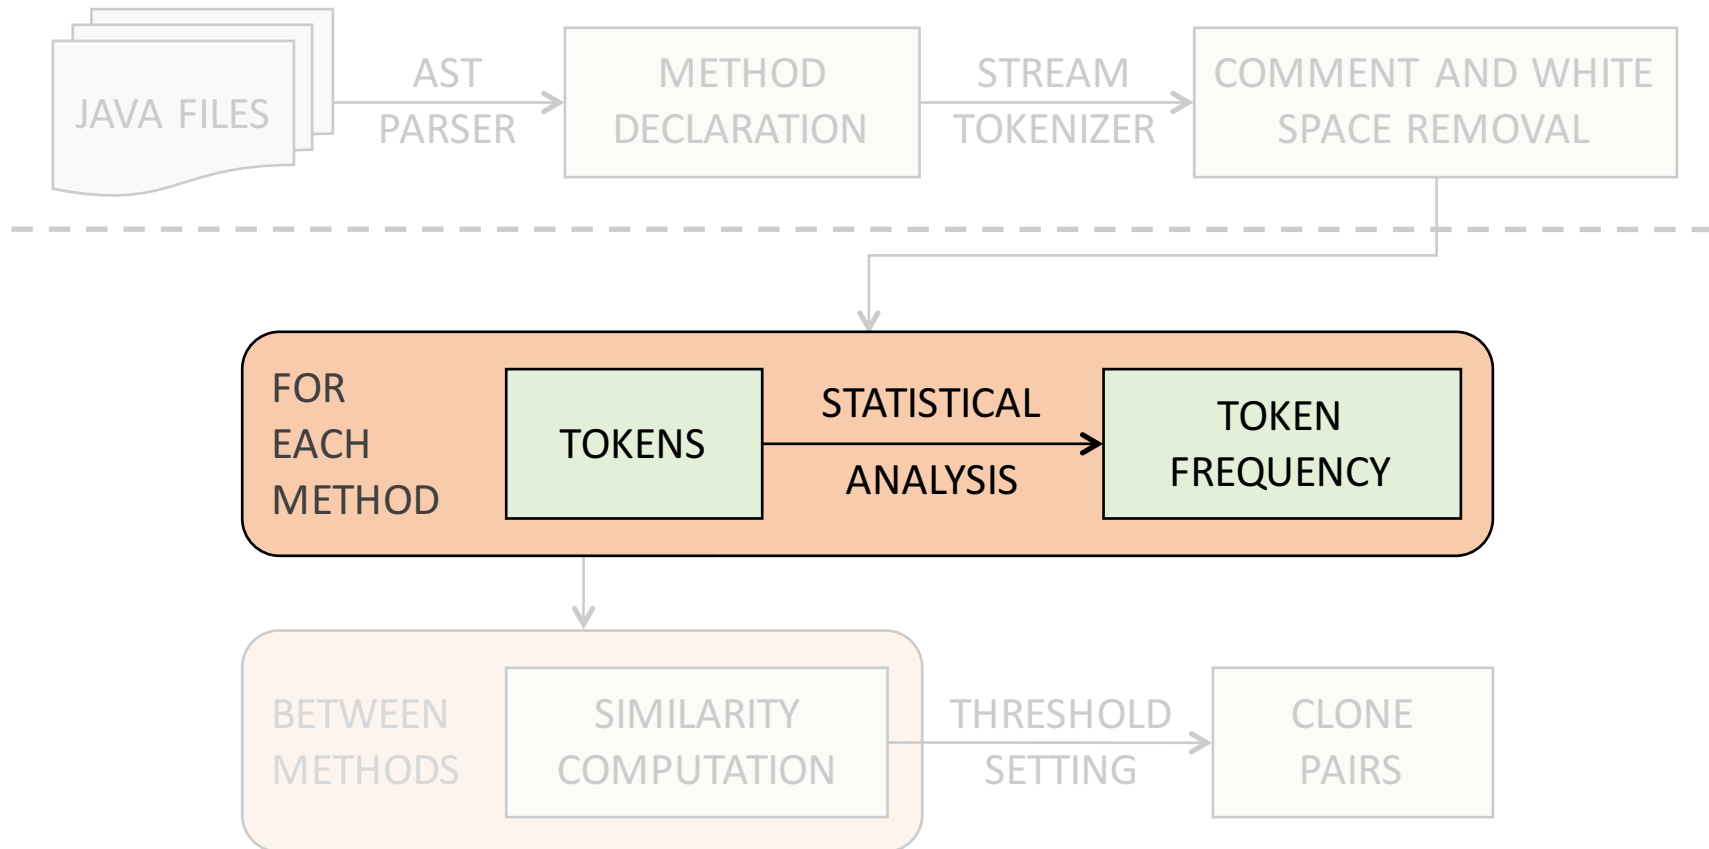 JAVA FILES
AST
PARSER
METHOD
DECLARATION
STREAM
TOKENIZER
COMMENT AND WHITE
SPACE REMOVAL
FOR
EACH
METHOD
TOKENS
STATISTICAL
ANALYSIS
TOKEN
FREQUENCY
BETWEEN
METHODS
SIMILARITY
COMPUTATION
THRESHOLD
SETTING
CLONE
PAIRS